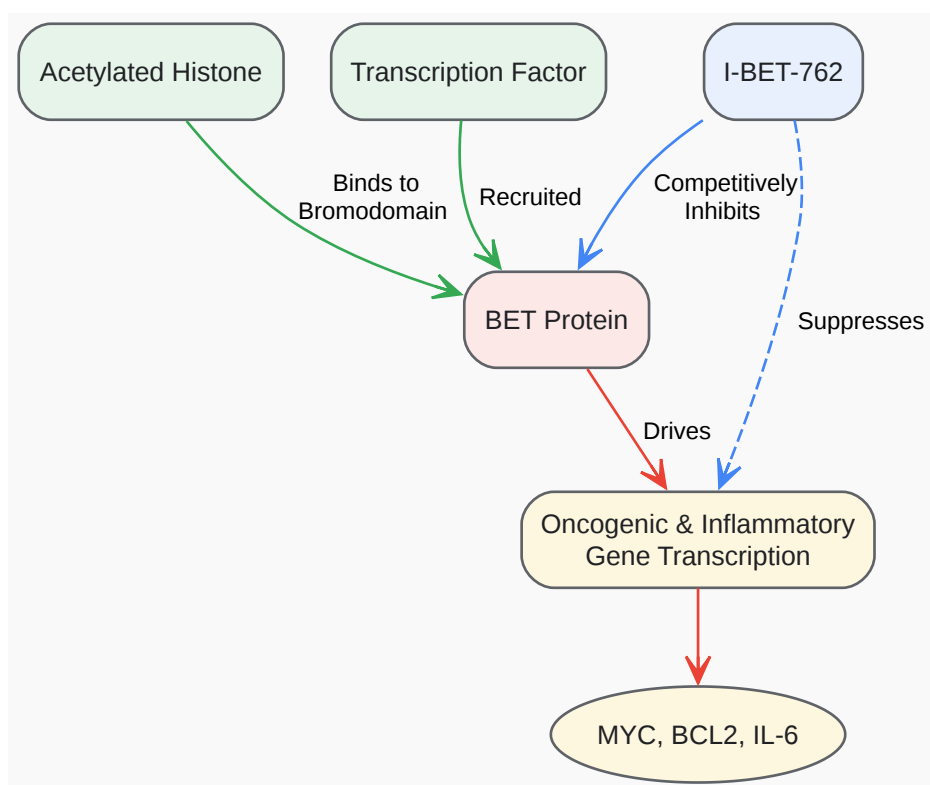 Acetylated Histone
Transcription Factor
I-BET-762
Binds to
Bromodomain
Recruited
Competitively
Inhibits
BET Protein
Suppresses
Drives
Oncogenic & Inflammatory
Gene Transcription
MYC, BCL2, IL-6